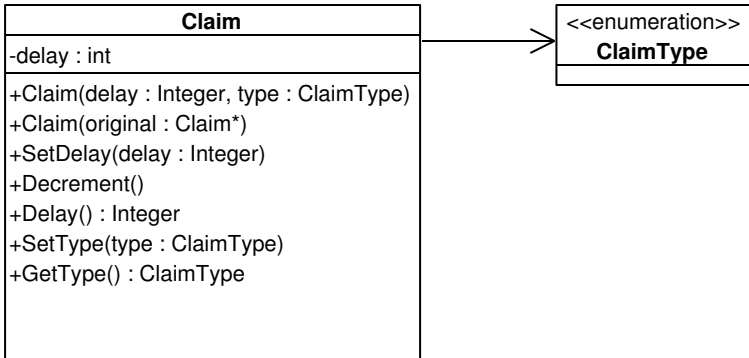 Claim
-delay : int
+Claim(delay : Integer, type : ClaimType)
+Claim(original : Claim*)
+SetDelay(delay : Integer)
+Decrement()
+Delay() : Integer
+SetType(type : ClaimType)
+GetType() : ClaimType
<<enumeration>>
ClaimType